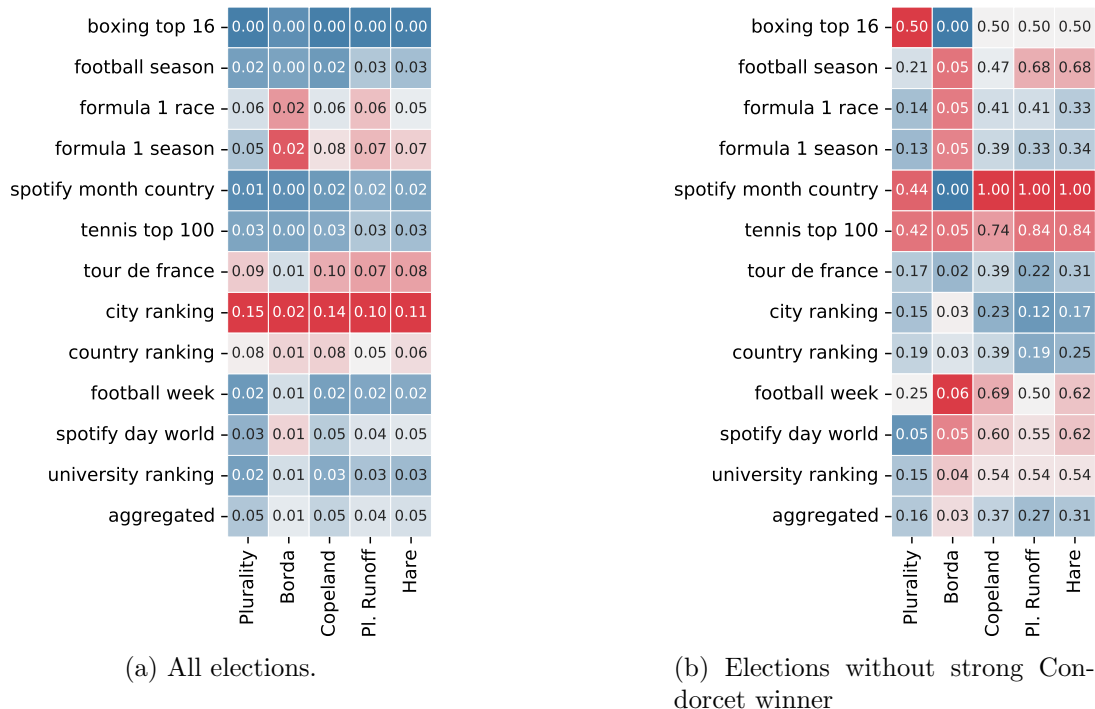 boxing top 16 0.00 0.00 0.00 0.00 0.00
football season 0.02 0.00 0.02 0.03 0.03
formula 1 race 0.06 0.02 0.06 0.06 0.05
formula 1 season 0.05 0.02 0.08 0.07 0.07
spotify month country 0.01 0.00 0.02 0.02 0.02
tennis top 100 0.03 0.00 0.03 0.03 0.03
tour de france 0.09 0.01 0.10 0.07 0.08
city ranking 0.15 0.02 0.14 0.10 0.11
country ranking 0.08 0.01 0.08 0.05 0.06
football week 0.02 0.01 0.02 0.02 0.02
spotify day world 0.03 0.01 0.05 0.04 0.05
university ranking 0.02 0.01 0.03 0.03 0.03
aggregated 0.05 0.01 0.05 0.04 0.05
Plurality Borda Copeland Pl. Runoff Hare
(a) All elections.
boxing top 16 0.50 0.00 0.50 0.50 0.50
football season 0.21 0.05 0.47 0.68 0.68
formula 1 race 0.14 0.05 0.41 0.41 0.33
formula 1 season 0.13 0.05 0.39 0.33 0.34
spotify month country 0.44 0.00 1.00 1.00 1.00
tennis top 100 0.42 0.05 0.74 0.84 0.84
tour de france 0.17 0.02 0.39 0.22 0.31
city ranking 0.15 0.03 0.23 0.12 0.17
country ranking 0.19 0.03 0.39 0.19 0.25
football week 0.25 0.06 0.69 0.50 0.62
spotify day world 0.05 0.05 0.60 0.55 0.62
university ranking 0.15 0.04 0.54 0.54 0.54
aggregated 0.16 0.03 0.37 0.27 0.31
Plurality Borda Copeland Pl. Runoff Hare
(b) Elections without strong Con-
dorcet winner